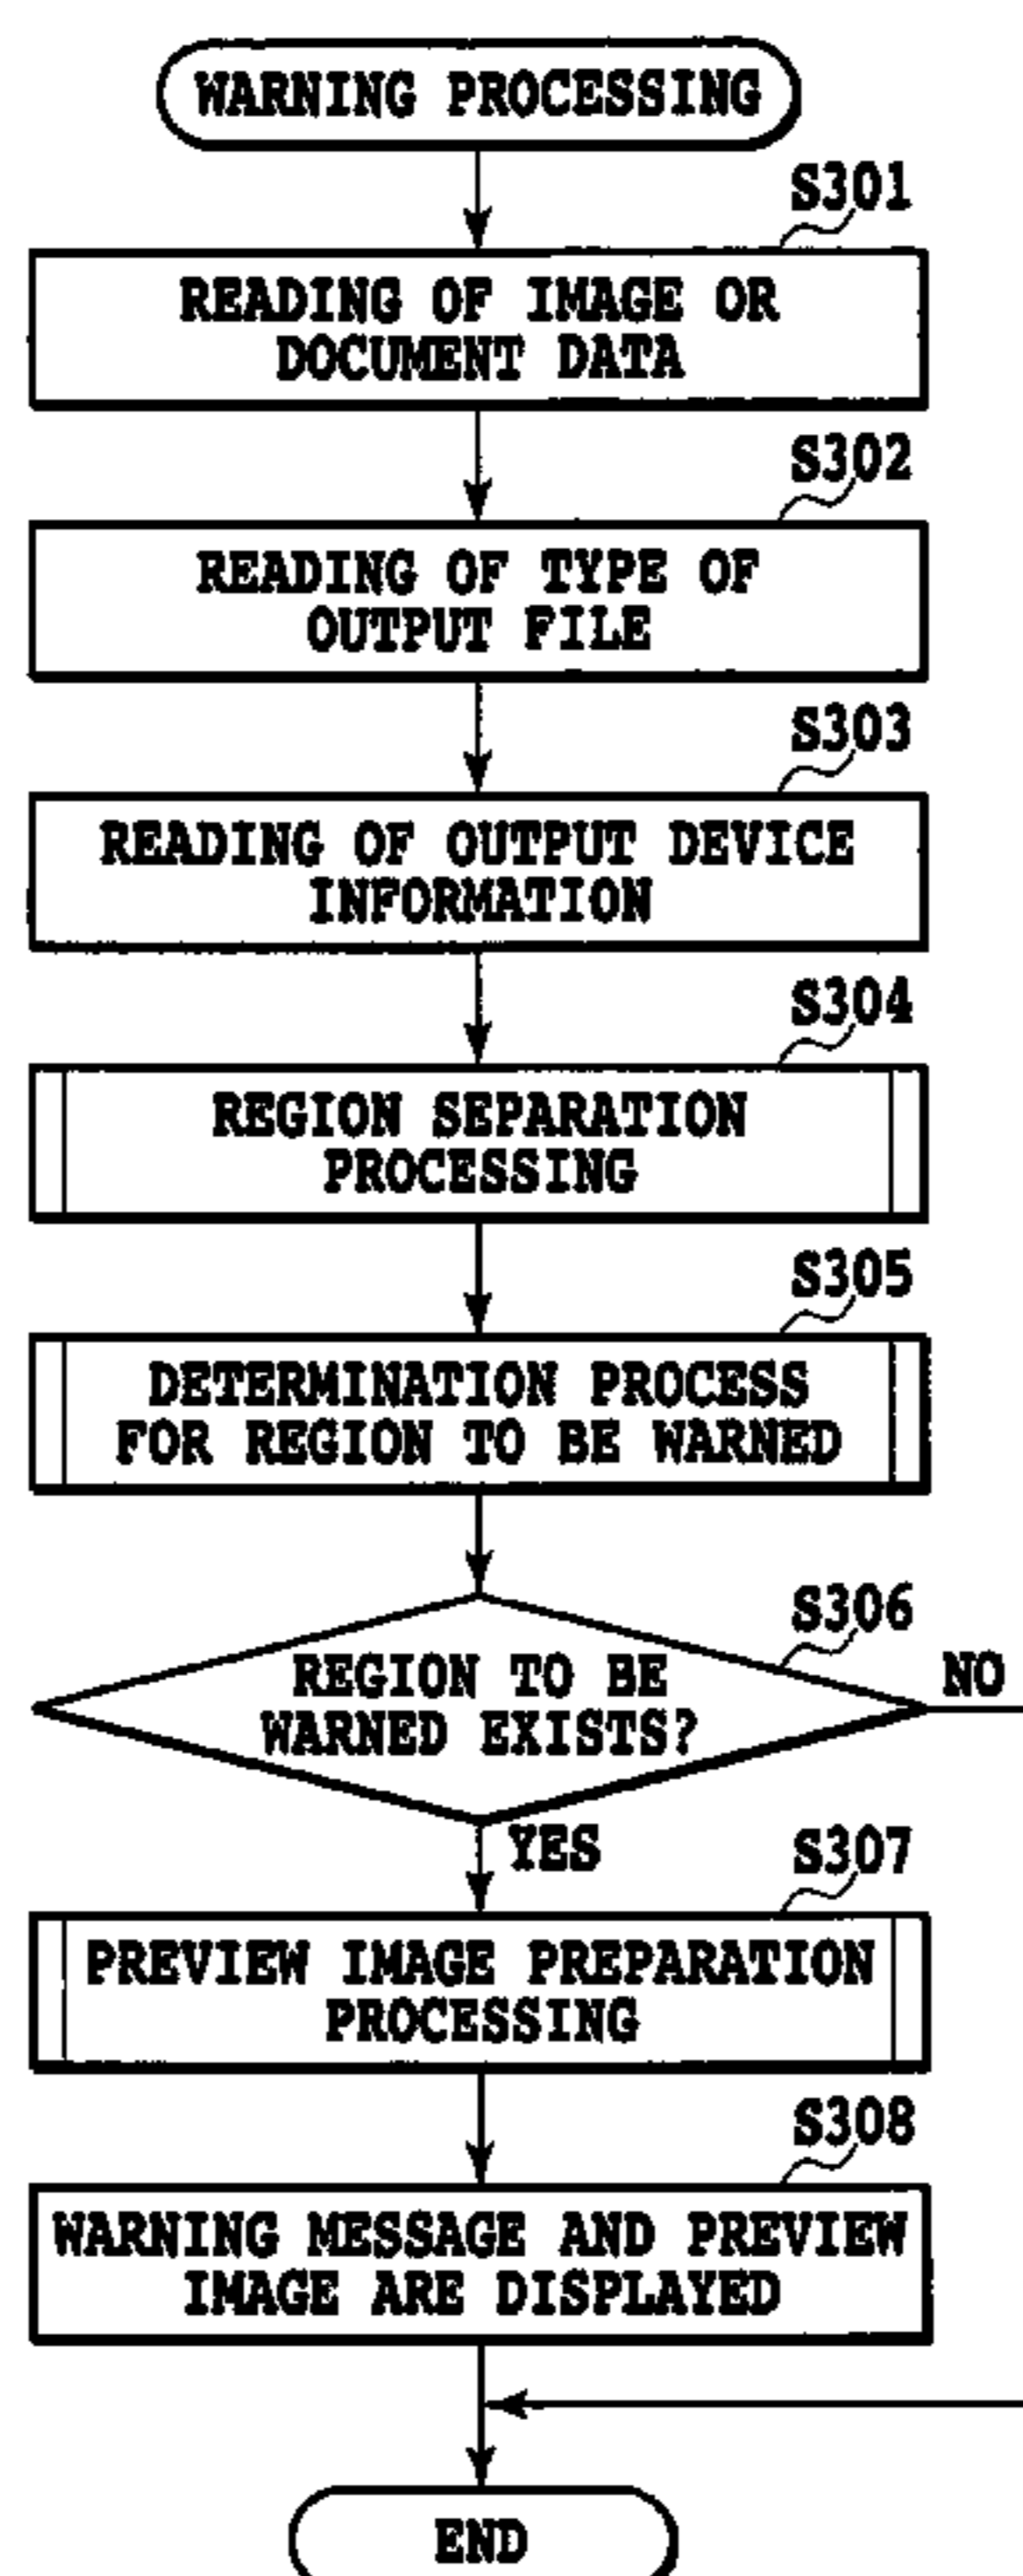 WARNING PROCESSING
S301
READING OF IMAGE OR
DOCUMENT DATA
S302
READING OF TYPE OF
OUTPUT FILE
S303
READING OF OUTPUT DEVICE
INFORMATION
S304
REGION SEPARATION
PROCESSING
S305
DETERMINATION PROCESS
FOR REGION TO BE WARNED
S306
REGION TO BE
WARNED EXISTS?
NO
YES
S307
PREVIEW IMAGE PREPARATION
PROCESSING
S308
WARNING MESSAGE AND PREVIEW
IMAGE ARE DISPLAYED
END